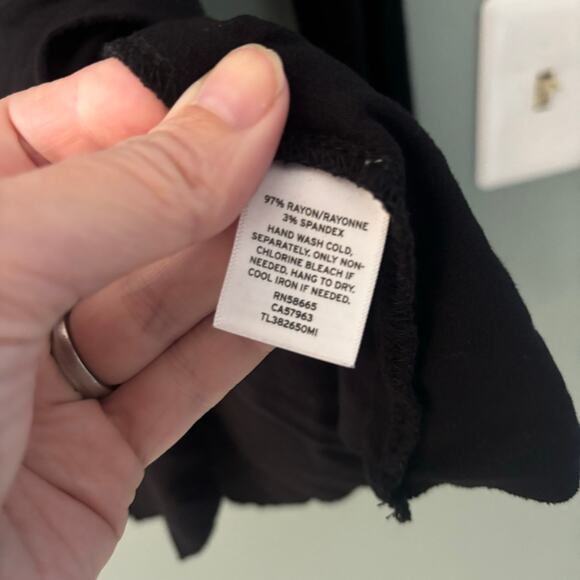 97% RAYON/RAYONNE
3% SPANDEX
HAND WASH COLD,
SEPARATELY. ONLY NON-
CHLORINE BLEACH IF
NEEDED, HANG TO DRY.
COOL IRON IF NEEDED.
RN58665
CA57963
TL382650MI